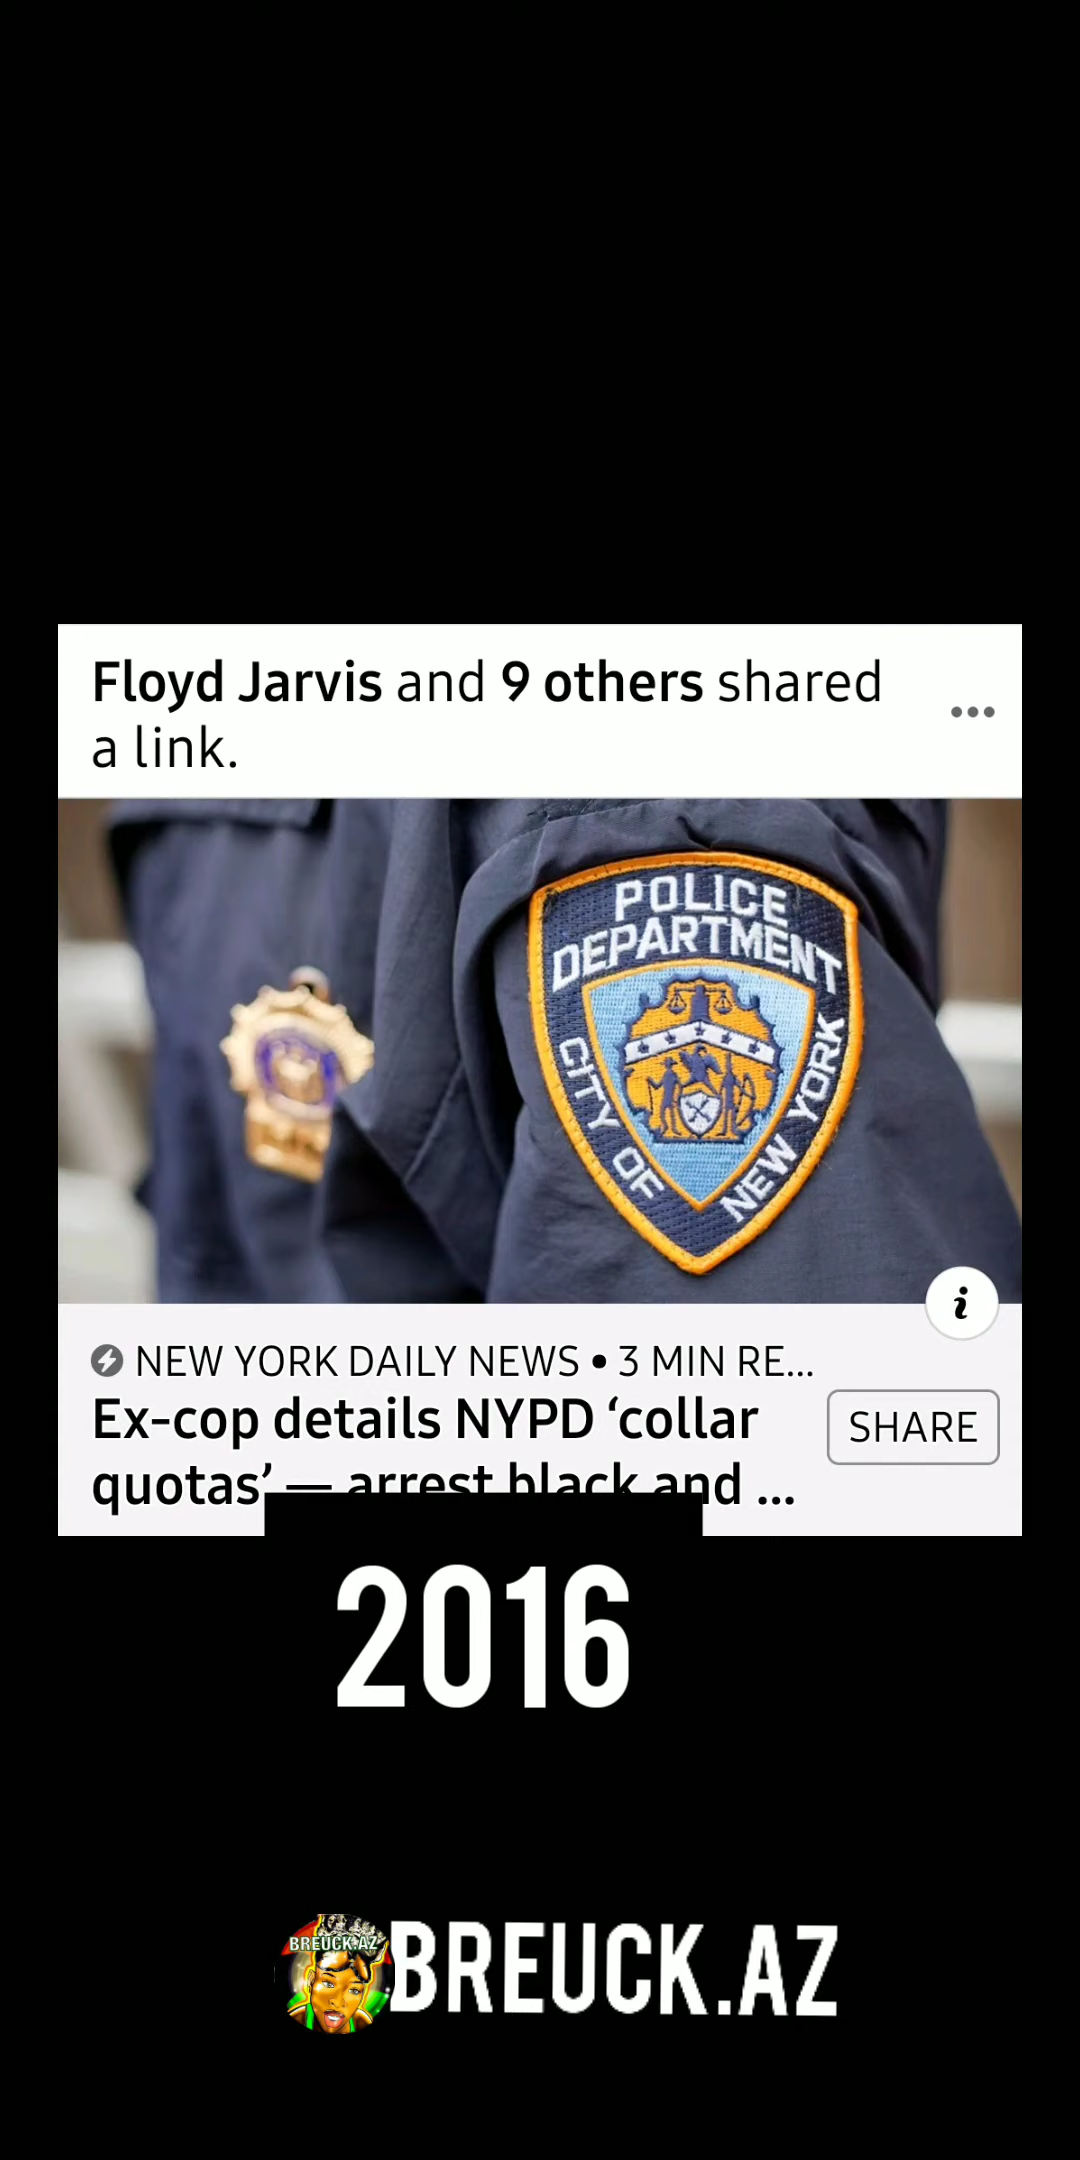 Floyd Jarvis and 9 others shared
a link.
POLICE
DEPARTMENT
CITY OF
NEW YORK
NEW YORK DAILY NEWS • 3 MIN RE...
Ex-cop details NYPD ‘collar
SHARE
quotas’ — arrest black and ...
2016
BREUCK.AZ
BREUCK.AZ